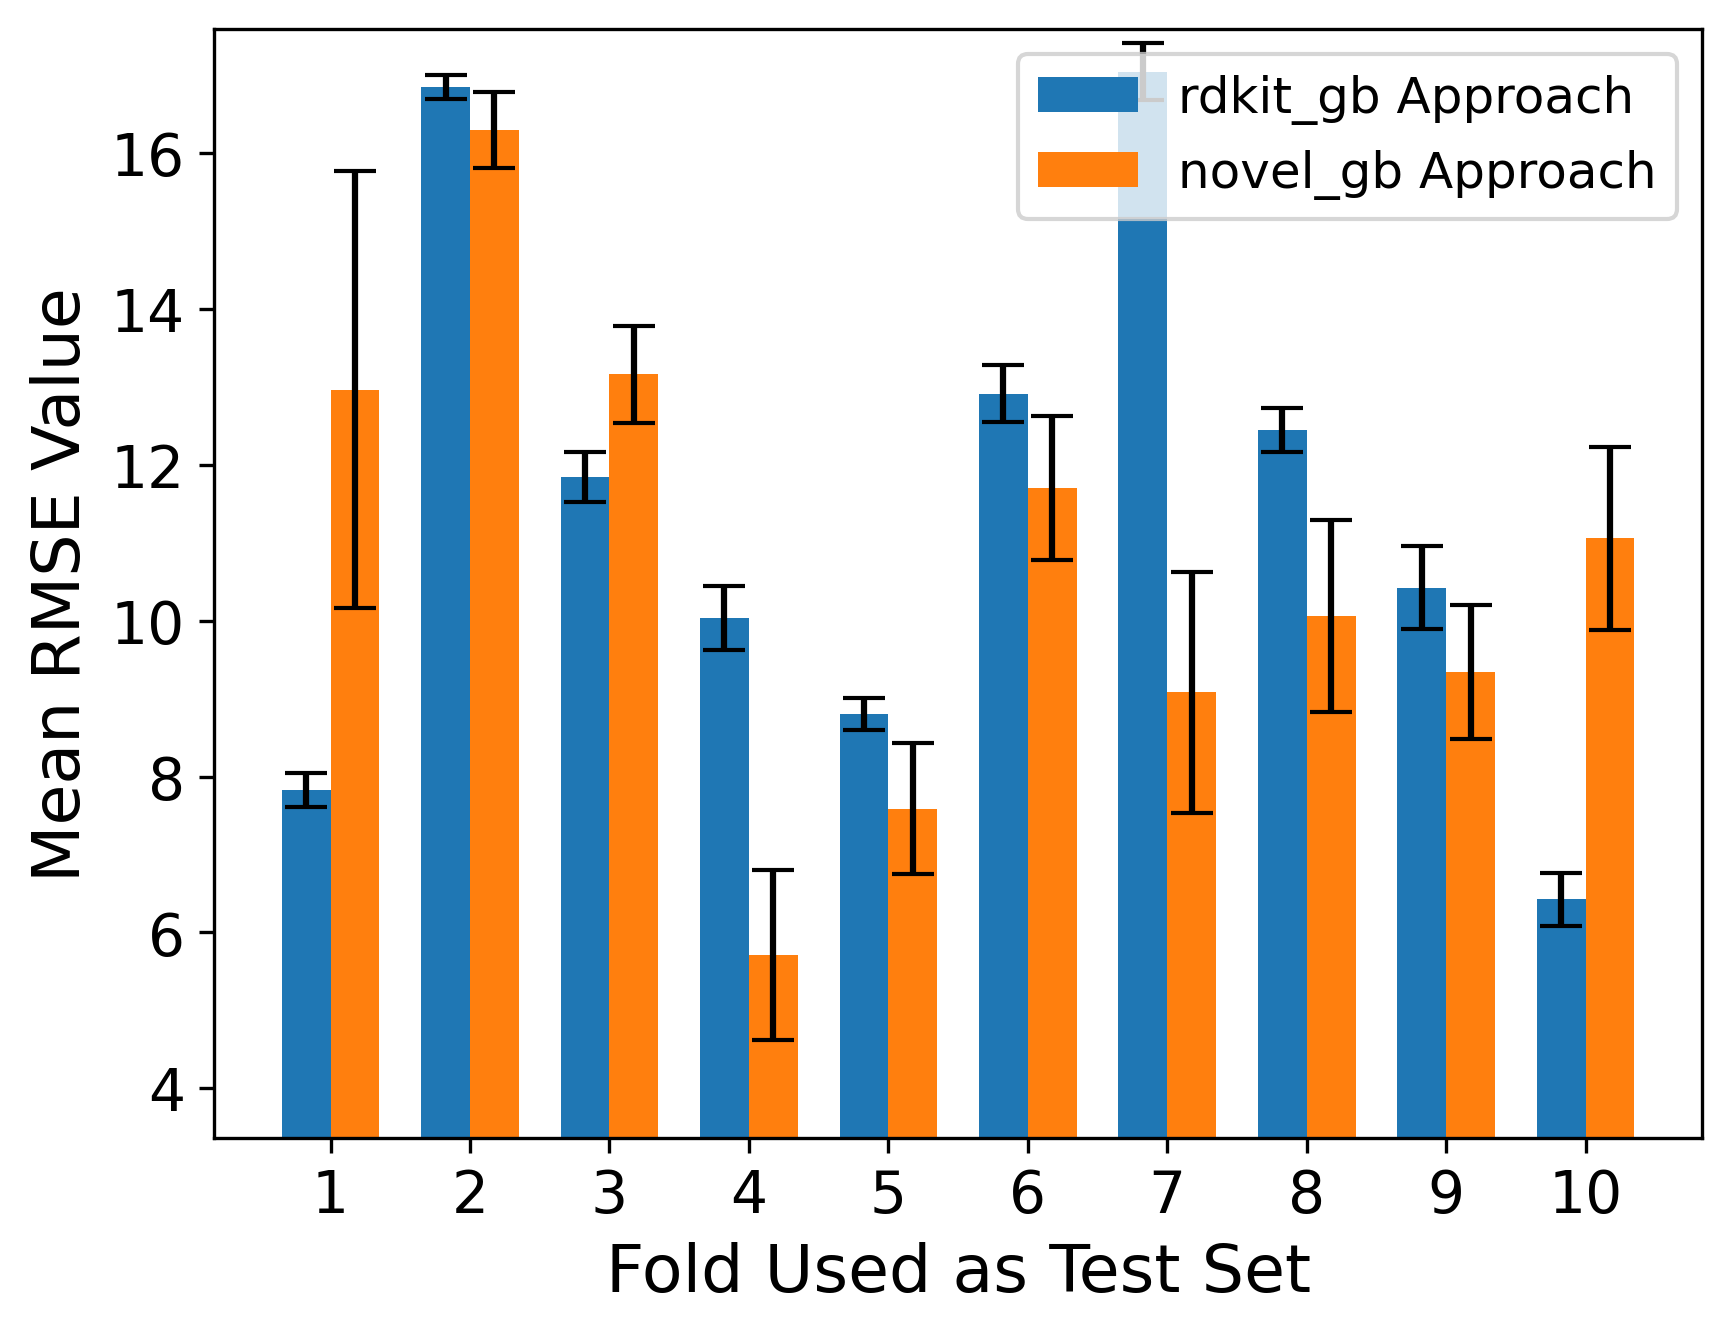 rdkit_gb Approach
novel_gb Approach
Mean RMSE Value
16
14
12
10
8
6
4
1 2 3 4 5 6 7 8 9 10
Fold Used as Test Set